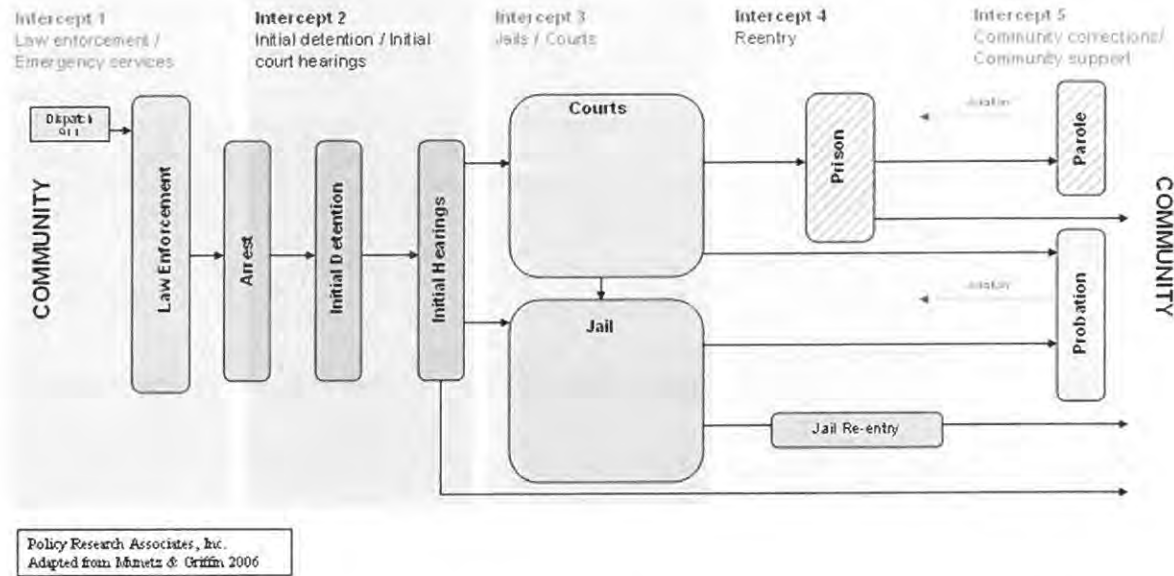 Intercept 1
Law enforcement /
Emergency services
Intercept 2
Initial detention / Initial
court hearings
Intercept 3
Jails / Courts
Intercept 4
Reentry
Intercept 5
Community corrections/
Community support
Dispatch
911
COMMUNITY
Law Enforcement
Arrest
Initial Detention
Initial Hearings
Courts
Jail
Prison
Parole
Probation
Jail Re-entry
COMMUNITY
Policy Research Associates, Inc.
Adapted from Munetz & Griffin 2006